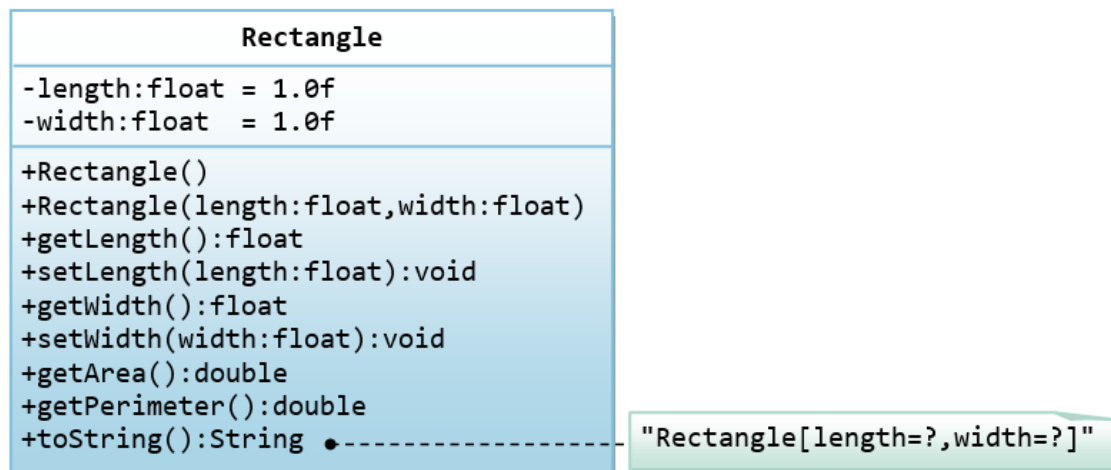 Rectangle
-length:float = 1.0f
-width:float  = 1.0f
+Rectangle()
+Rectangle(length:float,width:float)
+getLength():float
+setLength(length:float):void
+getWidth():float
+setWidth(width:float):void
+getArea():double
+getPerimeter():double
+toString():String
"Rectangle[length=?,width=?]"